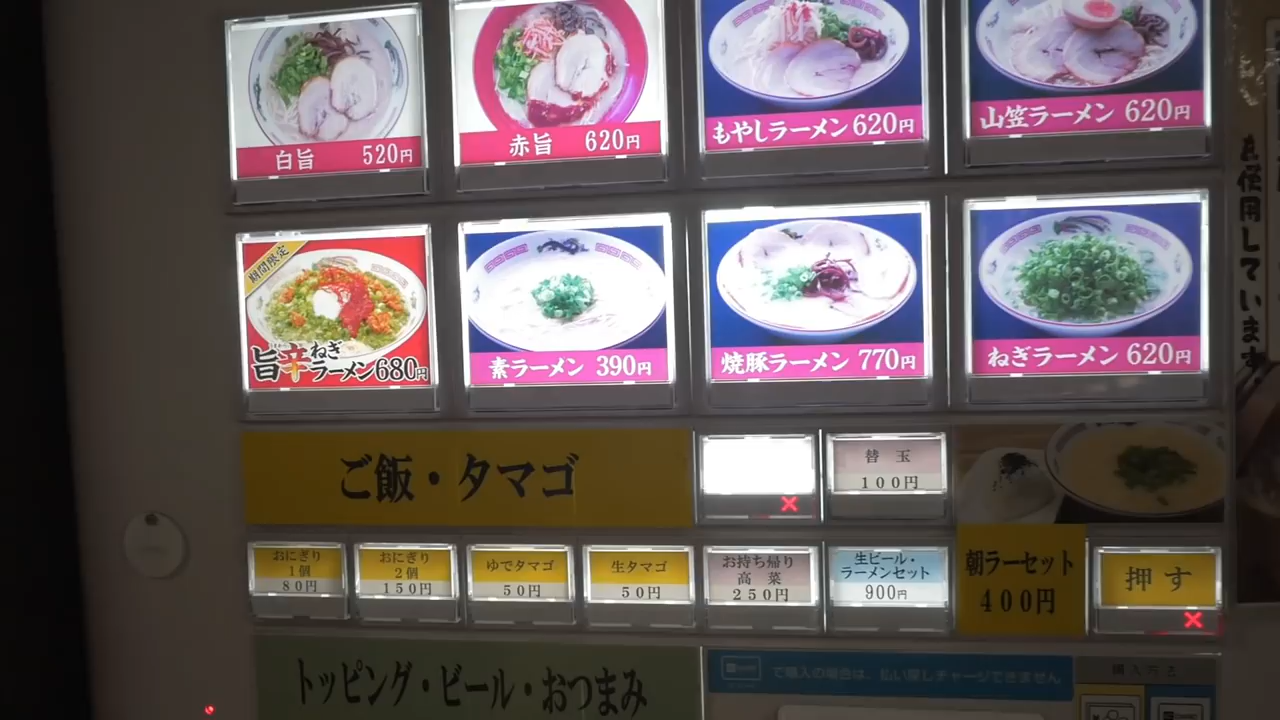 白旨 520円
赤旨 620円
もやしラーメン 620円
山笠ラーメン 620円
期間限定
旨辛ねぎラーメン680円
素ラーメン 390円
焼豚ラーメン 770円
ねぎラーメン 620円
ご飯・タマゴ
替玉
100円
おにぎり
1個
80円
おにぎり
2個
150円
ゆでタマゴ
50円
生タマゴ
50円
お持ち帰り
高菜
250円
生ビール・
ラーメンセット
900円
朝ラーセット
400円
押す
トッピング・ビール・おつまみ
で購入の場合は、払い戻しチャージできません
使用しています